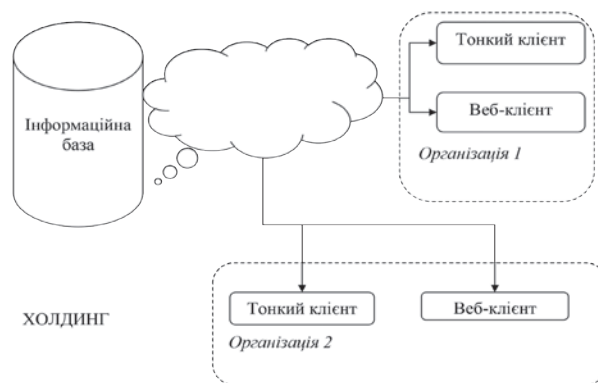 Інформаційна
база
Тонкий клієнт
Веб-клієнт
Організація 1
Тонкий клієнт
Веб-клієнт
Організація 2
ХОЛДИНГ